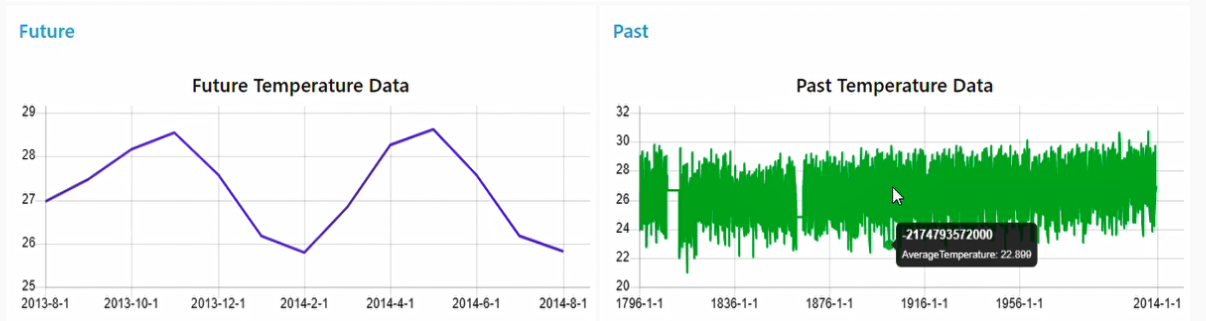 Future
Past
Future Temperature Data
29
28
27
26
25
2013-8-1 2013-10-1 2013-12-1 2014-2-1 2014-4-1 2014-6-1 2014-8-1
Past Temperature Data
32
30
28
26
24
22
20
1796-1-1 1836-1-1 1876-1-1 1916-1-1 1956-1-1 2014-1-1
-2174793572000
AverageTemperature: 22.899